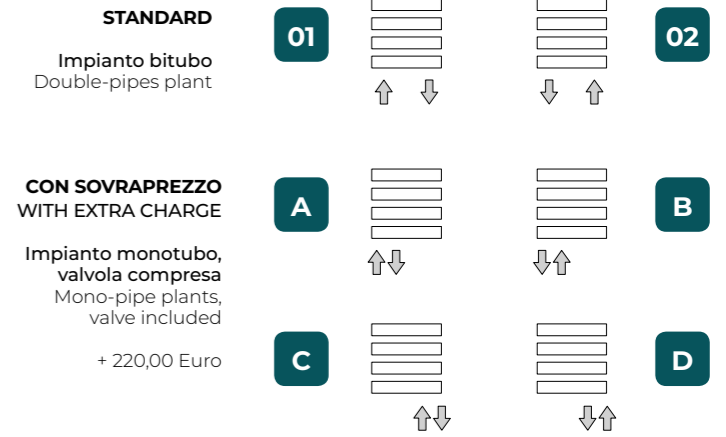 STANDARD
01
02
Impianto bitubo
Double-pipes plant
CON SOVRAPREZZO
WITH EXTRA CHARGE
A
B
Impianto monotubo,
valvola compresa
Mono-pipe plants,
valve included
+ 220,00 Euro
C
D